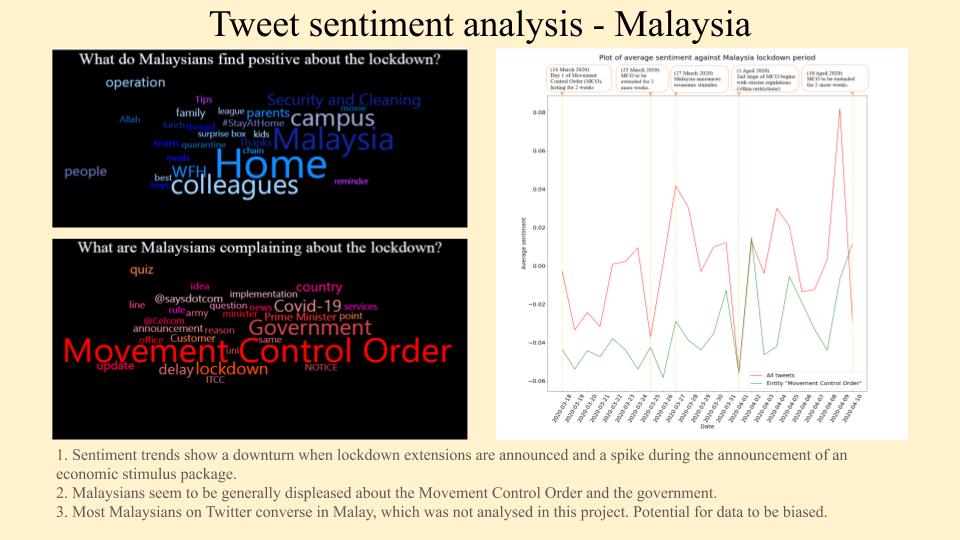 Tweet sentiment analysis - Malaysia
What do Malaysians find positive about the lockdown?
operation
Security and Cleaning
Tips
movie
family
league
parents
Allah
campus
lunch
thread
#StayAtHome
surprise box
kids
Malaysia
team
quarantine
Thanks
chain
mods
Home
people
WFH
best
Boys
colleagues
reminder
What are Malaysians complaining about the lockdown?
quiz
idea
country
@saysdotcom
implementation
line
question
news
Covid-19
services
rule
army
minister
Prime Minister
point
@Celcom
announcement
reason
Government
office
Customer
same
Movement Control Order
uni
update
delay
lockdown
NOTICE
ITCC
Plot of average sentiment against Malaysia lockdown period
(18 March 2020)
Day 1 of Movement
Control Order (MCO),
lasting for 2 weeks
(25 March 2020)
MCO to be
extended for 2
more weeks.
(27 March 2020)
Malaysia announces
economic stimulus
(1 April 2020)
2nd stage of MCO begins
with stricter regulations
(10km restrictions)
(10 April 2020)
MCO to be extended
for 2 more weeks.
Average sentiment
0.08
0.06
0.04
0.02
0.00
−0.02
−0.04
−0.06
All tweets
Entity "Movement Control Order"
2020-03-18
2020-03-19
2020-03-20
2020-03-21
2020-03-22
2020-03-23
2020-03-24
2020-03-25
2020-03-26
2020-03-27
2020-03-28
2020-03-29
2020-03-30
2020-03-31
2020-04-01
2020-04-02
2020-04-03
2020-04-04
2020-04-05
2020-04-06
2020-04-07
2020-04-08
2020-04-09
2020-04-10
Date
1. Sentiment trends show a downturn when lockdown extensions are announced and a spike during the announcement of an
economic stimulus package.
2. Malaysians seem to be generally displeased about the Movement Control Order and the government.
3. Most Malaysians on Twitter converse in Malay, which was not analysed in this project. Potential for data to be biased.